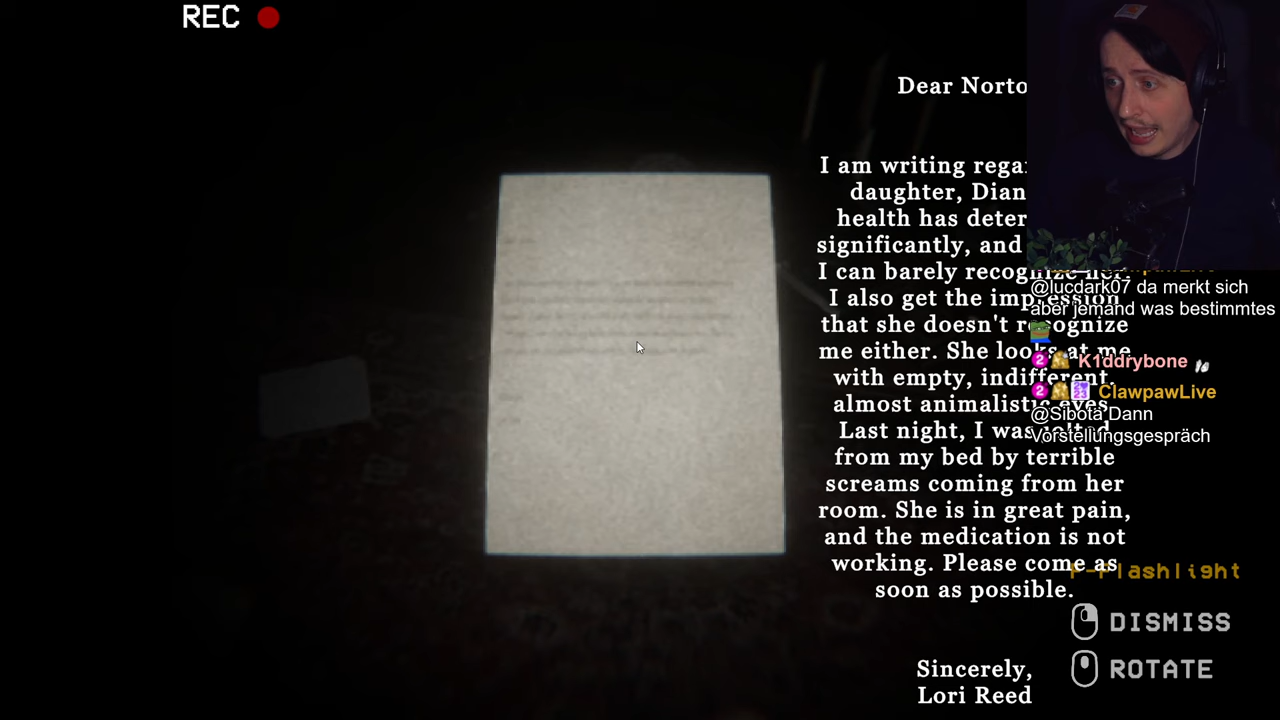 REC
Dear Norto
I am writing rega
daughter, Dian
health has deter
significantly, and
I can barely recognize her.
I also get the impression
that she doesn't recognize
me either. She looks at me
with empty, indifferent,
almost animalistic eyes.
Last night, I was
from my bed by terrible
screams coming from her
room. She is in great pain,
and the medication is not
working. Please come as
soon as possible.
Sincerely,
Lori Reed
@lucdark07 da merkt sich
aber jemand was bestimmtes
2 K1ddrybone
2 ClawpawLive
@Sibota Dann
Vorstellungsgespräch
F-Flashlight
DISMISS
ROTATE